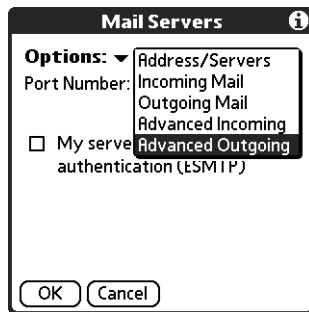 Mail Servers
Options:
Address/Servers
Port Number:
Incoming Mail
Outgoing Mail
Advanced Incoming
My serve
Advanced Outgoing
authentication (ESMTP)
OK
Cancel